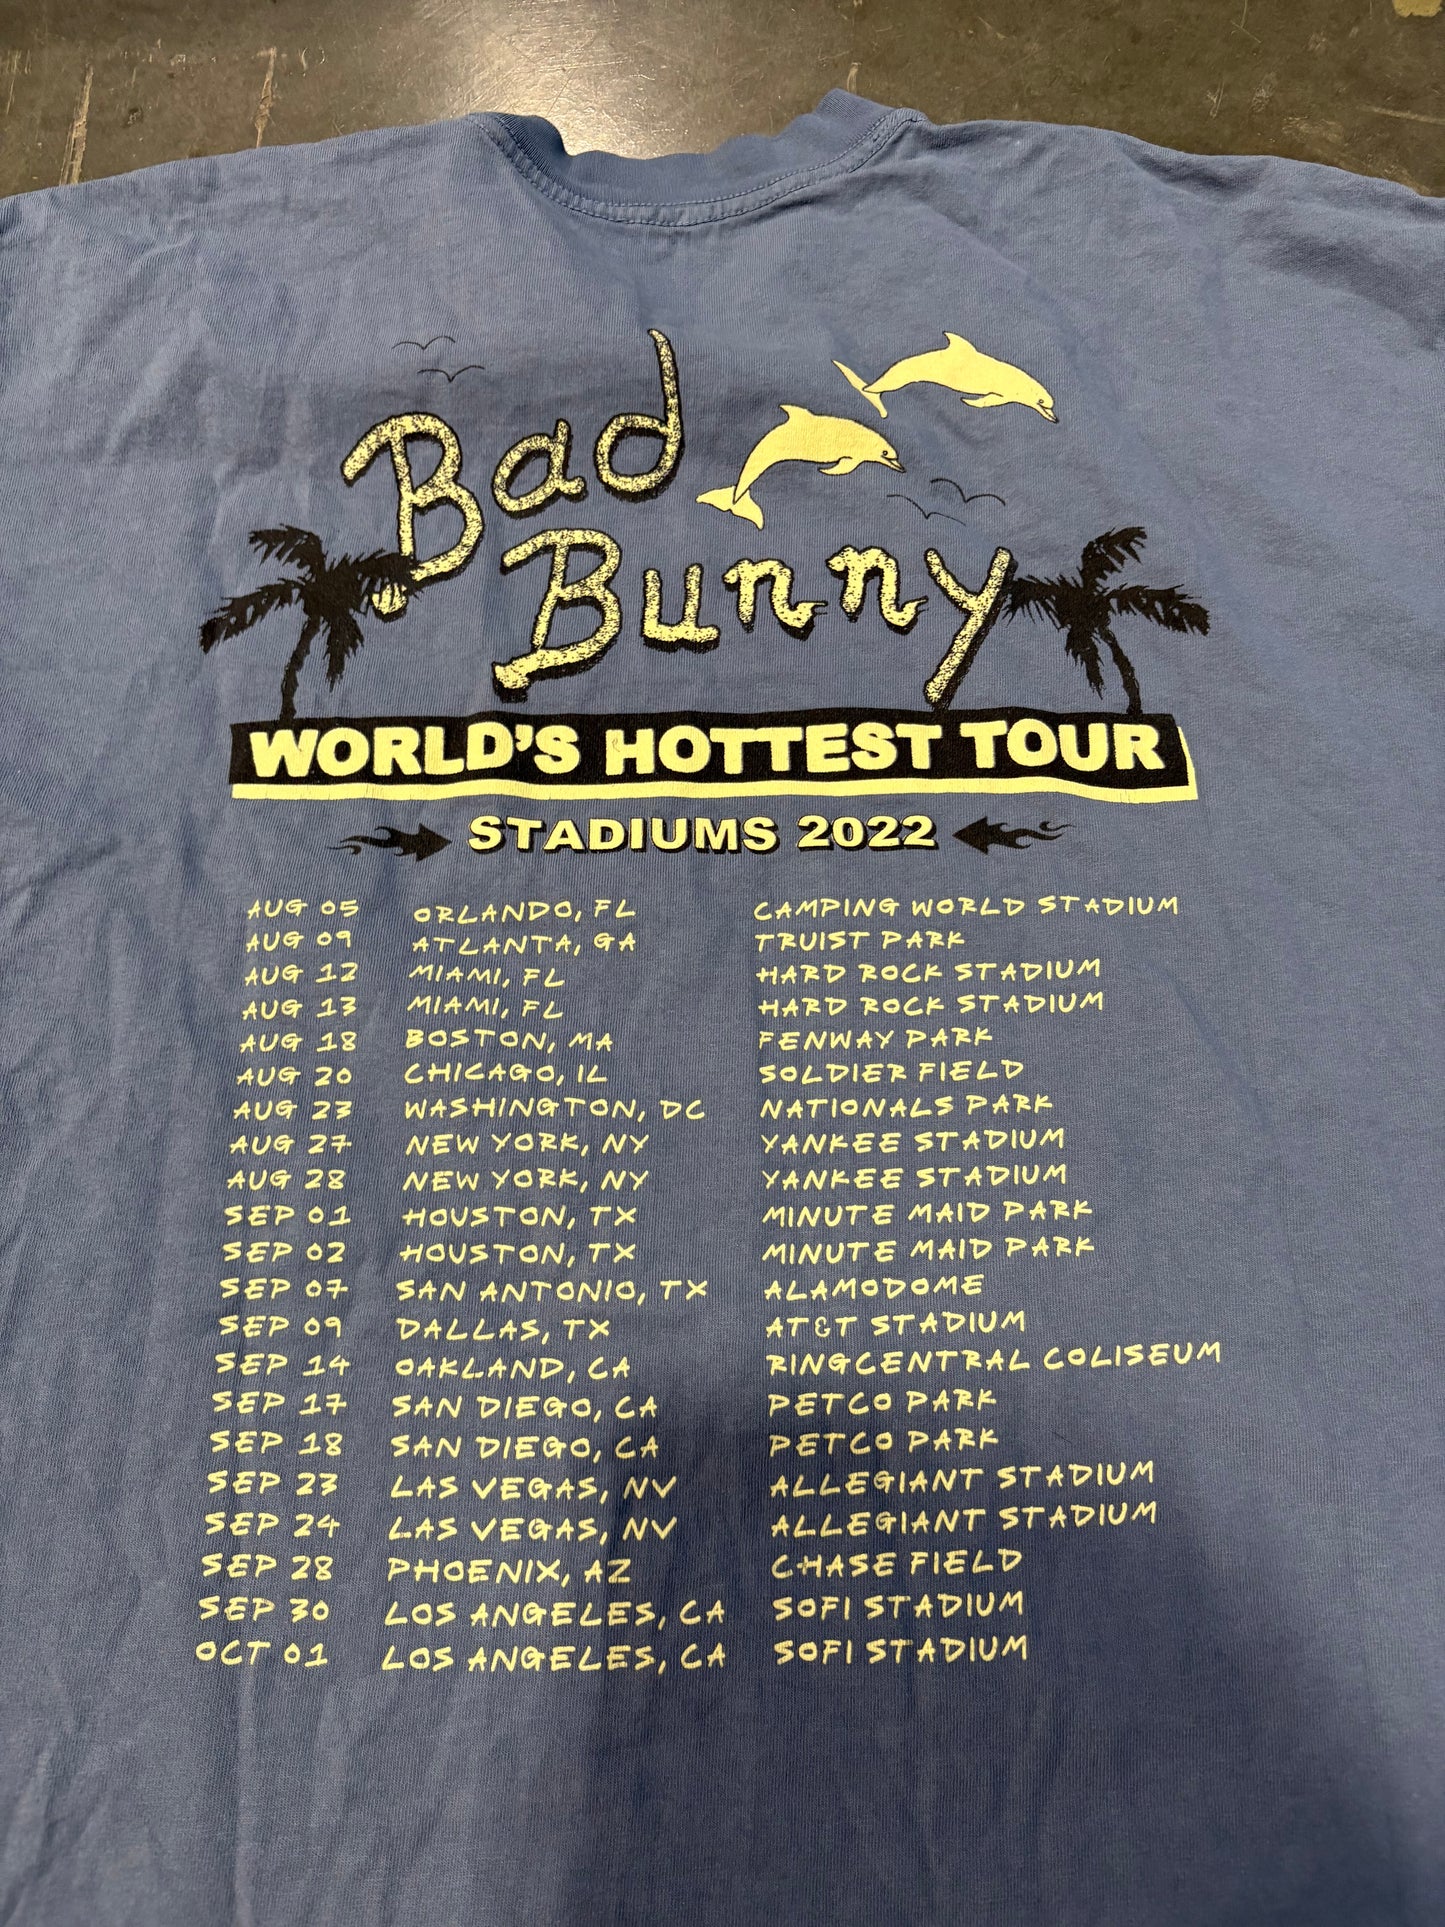 Bad
Bunny
WORLD'S HOTTEST TOUR
STADIUMS 2022
AUG 05 ORLANDO, FL CAMPING WORLD STADIUM
AUG 09 ATLANTA, GA TRUIST PARK
AUG 12 MIAMI, FL HARD ROCK STADIUM
AUG 13 MIAMI, FL HARD ROCK STADIUM
AUG 18 BOSTON, MA FENWAY PARK
AUG 20 CHICAGO, IL SOLDIER FIELD
AUG 23 WASHINGTON, DC NATIONALS PARK
AUG 27 NEW YORK, NY YANKEE STADIUM
AUG 28 NEW YORK, NY YANKEE STADIUM
SEP 01 HOUSTON, TX MINUTE MAID PARK
SEP 02 HOUSTON, TX MINUTE MAID PARK
SEP 07 SAN ANTONIO, TX ALAMODOME
SEP 09 DALLAS, TX AT&T STADIUM
SEP 14 OAKLAND, CA RINGCENTRAL COLISEUM
SEP 17 SAN DIEGO, CA PETCO PARK
SEP 18 SAN DIEGO, CA PETCO PARK
SEP 23 LAS VEGAS, NV ALLEGIANT STADIUM
SEP 24 LAS VEGAS, NV ALLEGIANT STADIUM
SEP 28 PHOENIX, AZ CHASE FIELD
SEP 30 LOS ANGELES, CA SOFI STADIUM
OCT 01 LOS ANGELES, CA SOFI STADIUM